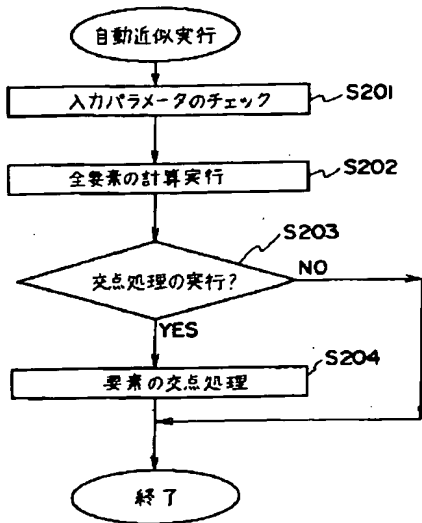 自動近似実行
入力パラメータのチェック
S201
全要素の計算実行
S202
S203
交点処理の実行?
NO
YES
S204
要素の交点処理
終了